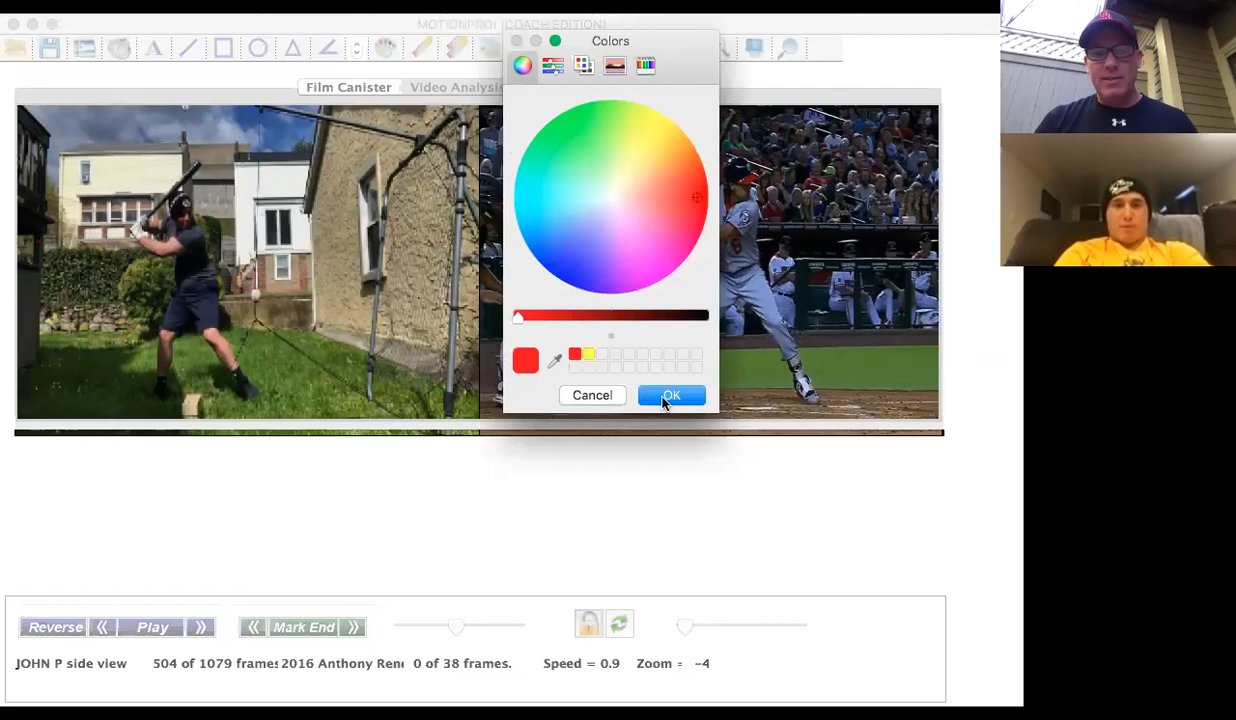 MOTIONPRO! (COACH EDITION)
Colors
Film Canister
Video Analysis
6
Cancel
OK
Reverse
Play
Mark End
JOHN P side view
504 of 1079 frames
2016 Anthony Ren
0 of 38 frames.
Speed = 0.9
Zoom = -4